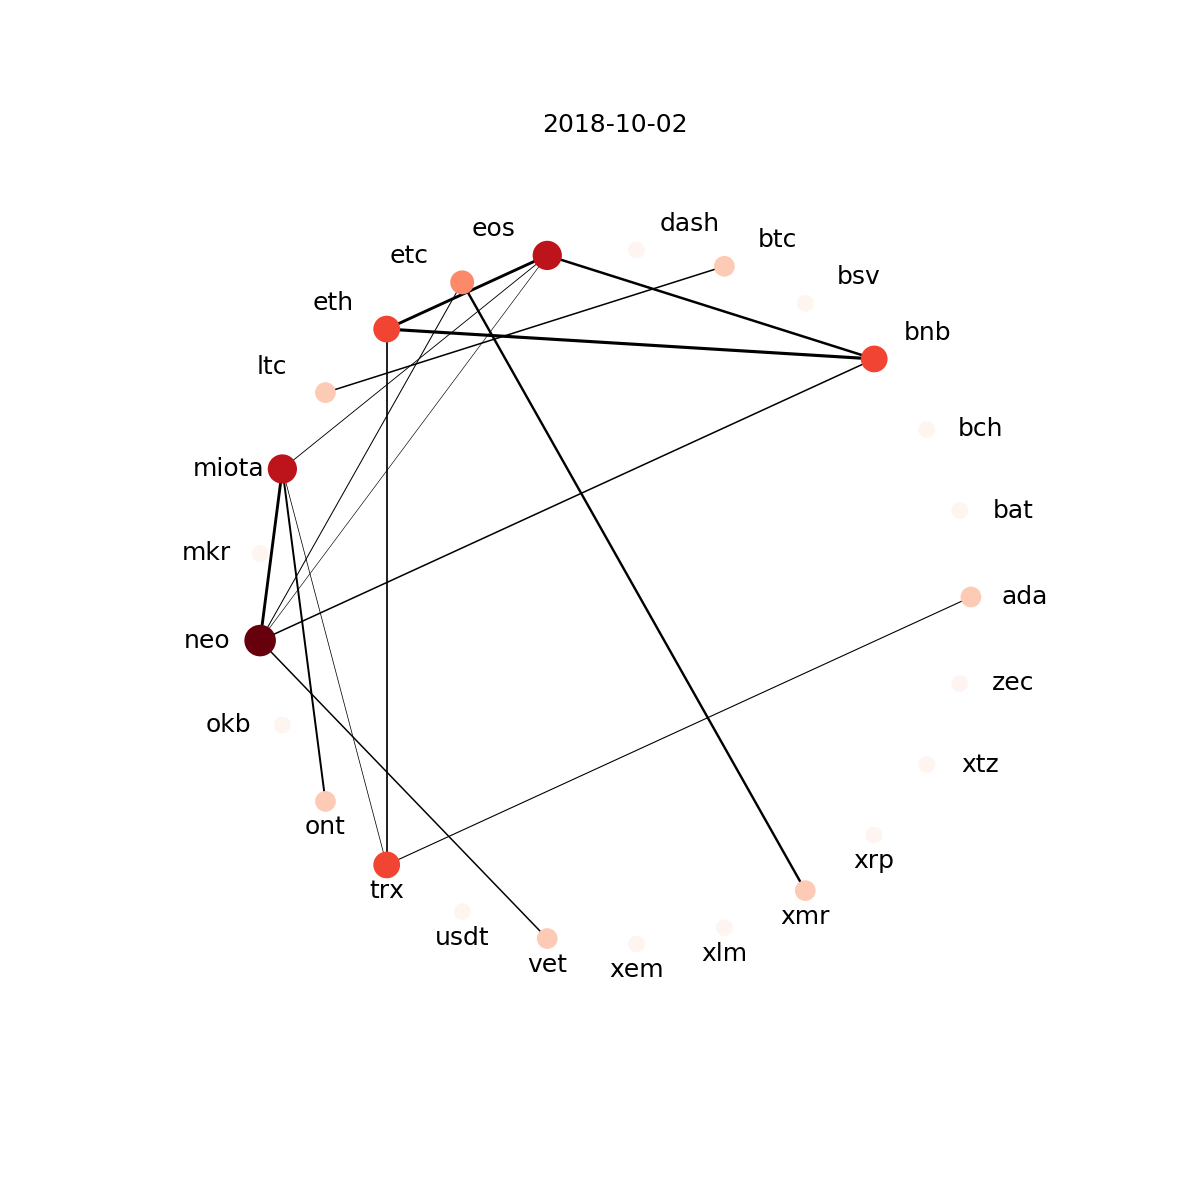 2018-10-02
dash
eos
btc
etc
bsv
eth
bnb
ltc
bch
miota
bat
mkr
ada
neo
zec
okb
xtz
ont
xrp
trx
xmr
usdt
xlm
vet
xem